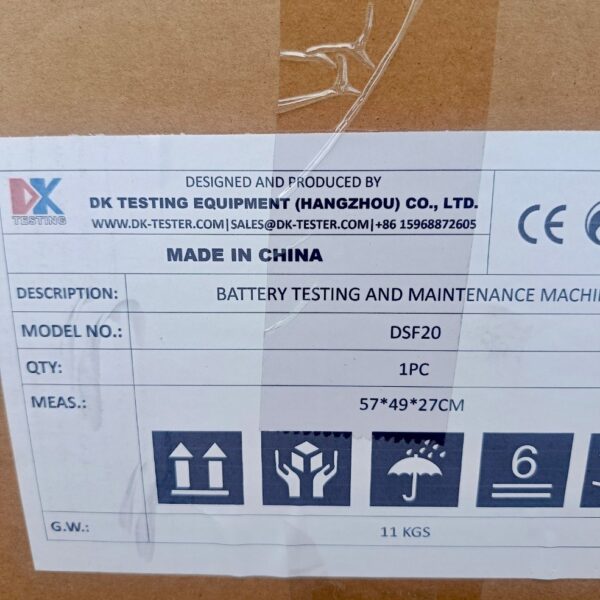 DK
TESTING
DESIGNED AND PRODUCED BY
DK TESTING EQUIPMENT (HANGZHOU) CO., LTD.
WWW.DK-TESTER.COM|SALES@DK-TESTER.COM|+86 15968872605
CE
MADE IN CHINA
DESCRIPTION: BATTERY TESTING AND MAINTENANCE MACHI
MODEL NO.: DSF20
QTY: 1PC
MEAS.: 57*49*27CM
6
G.W.: 11 KGS